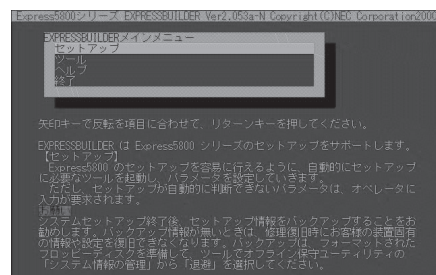 Express5800シリーズ EXPRESSBUILDER Ver2.053a-N Copyright(C)NEC Corporation2000
EXPRESSBUILDERメインメニュー
セットアップ
ツール
ヘルプ
終了
矢印キーで反転を項目に合わせて、リターンキーを押してください。
EXPRESSBUILDER は Express5800 シリーズのセットアップをサポートします。
【セットアップ】
Express5800 のセットアップを容易に行えるように、自動的にセットアップ
に必要なツールを起動し、パラメータを設定していきます。
ただし、セットアップが自動的に判断できないパラメータは、オペレータに
入力が要求されます。
システムセットアップ終了後、セットアップ情報をバックアップすることをお
勧めします。バックアップ情報が無いときは、修理復旧時にお客様の装置固有
の情報や設定を復旧できなくなります。バックアップは、フォーマットされた
フロッピーディスクを準備して、ツールでオフライン保守ユーティリティの
「システム情報の管理」から「退避」を選択してください。